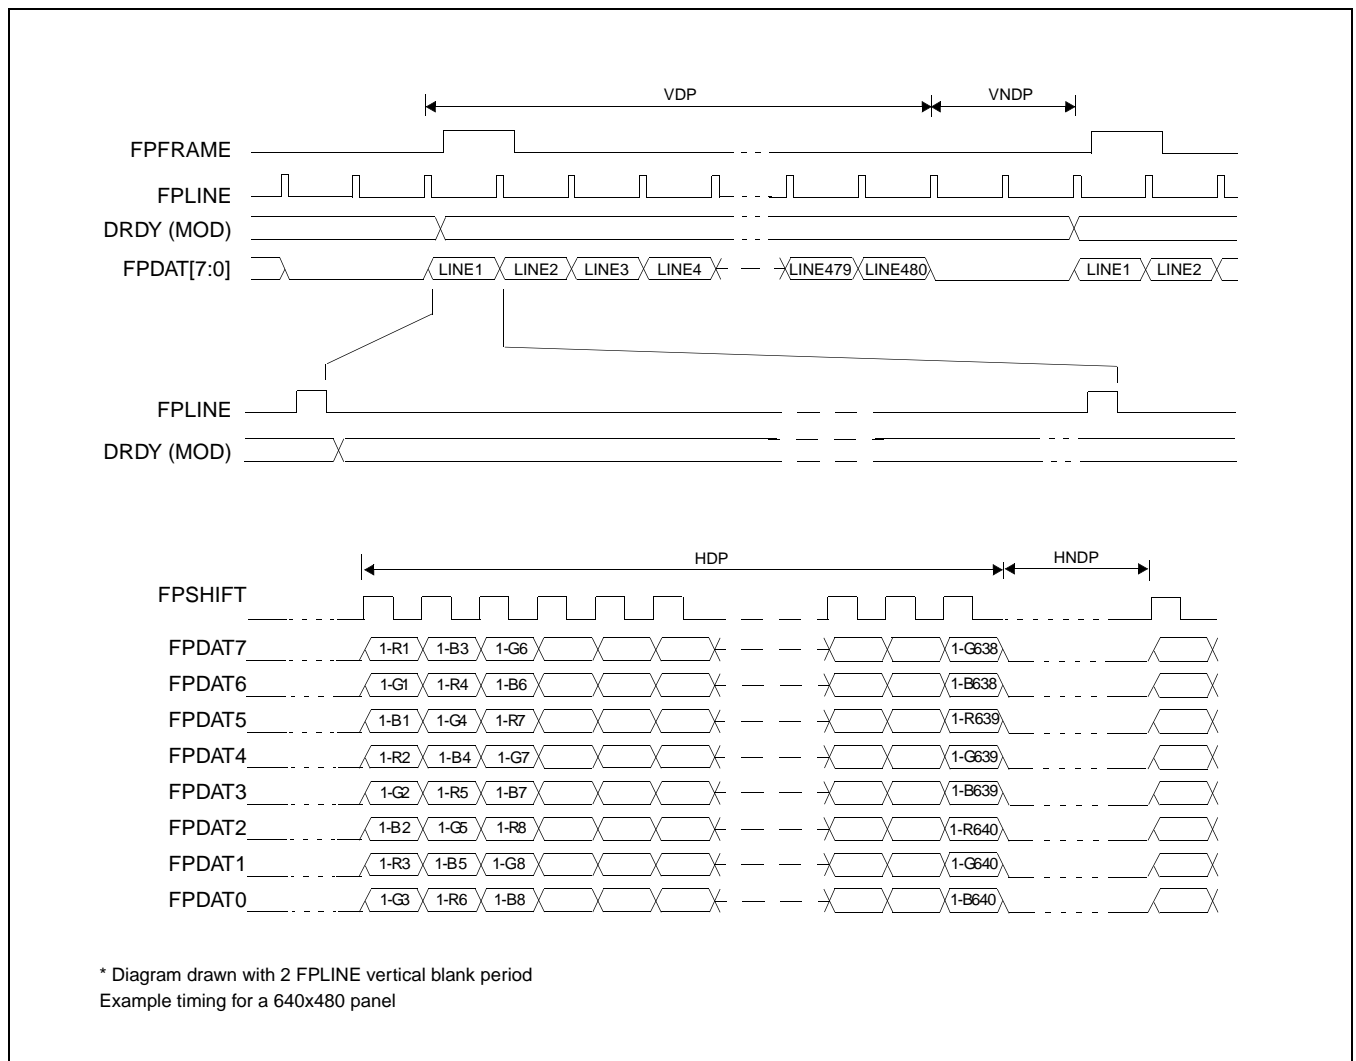 VDP VNDP
FPFRAME
FPLINE
DRDY (MOD)
FPDAT[7:0] LINE1 LINE2 LINE3 LINE4 LINE479 LINE480 LINE1 LINE2
FPLINE
DRDY (MOD)
HDP HNDP
FPSHIFT
FPDAT7 1-R1 1-B3 1-G6 1-G638
FPDAT6 1-G1 1-R4 1-B6 1-B638
FPDAT5 1-B1 1-G4 1-R7 1-R639
FPDAT4 1-R2 1-B4 1-G7 1-G639
FPDAT3 1-G2 1-R5 1-B7 1-B639
FPDAT2 1-B2 1-G5 1-R8 1-R640
FPDAT1 1-R3 1-B5 1-G8 1-G640
FPDAT0 1-G3 1-R6 1-B8 1-B640
* Diagram drawn with 2 FPLINE vertical blank period
Example timing for a 640x480 panel